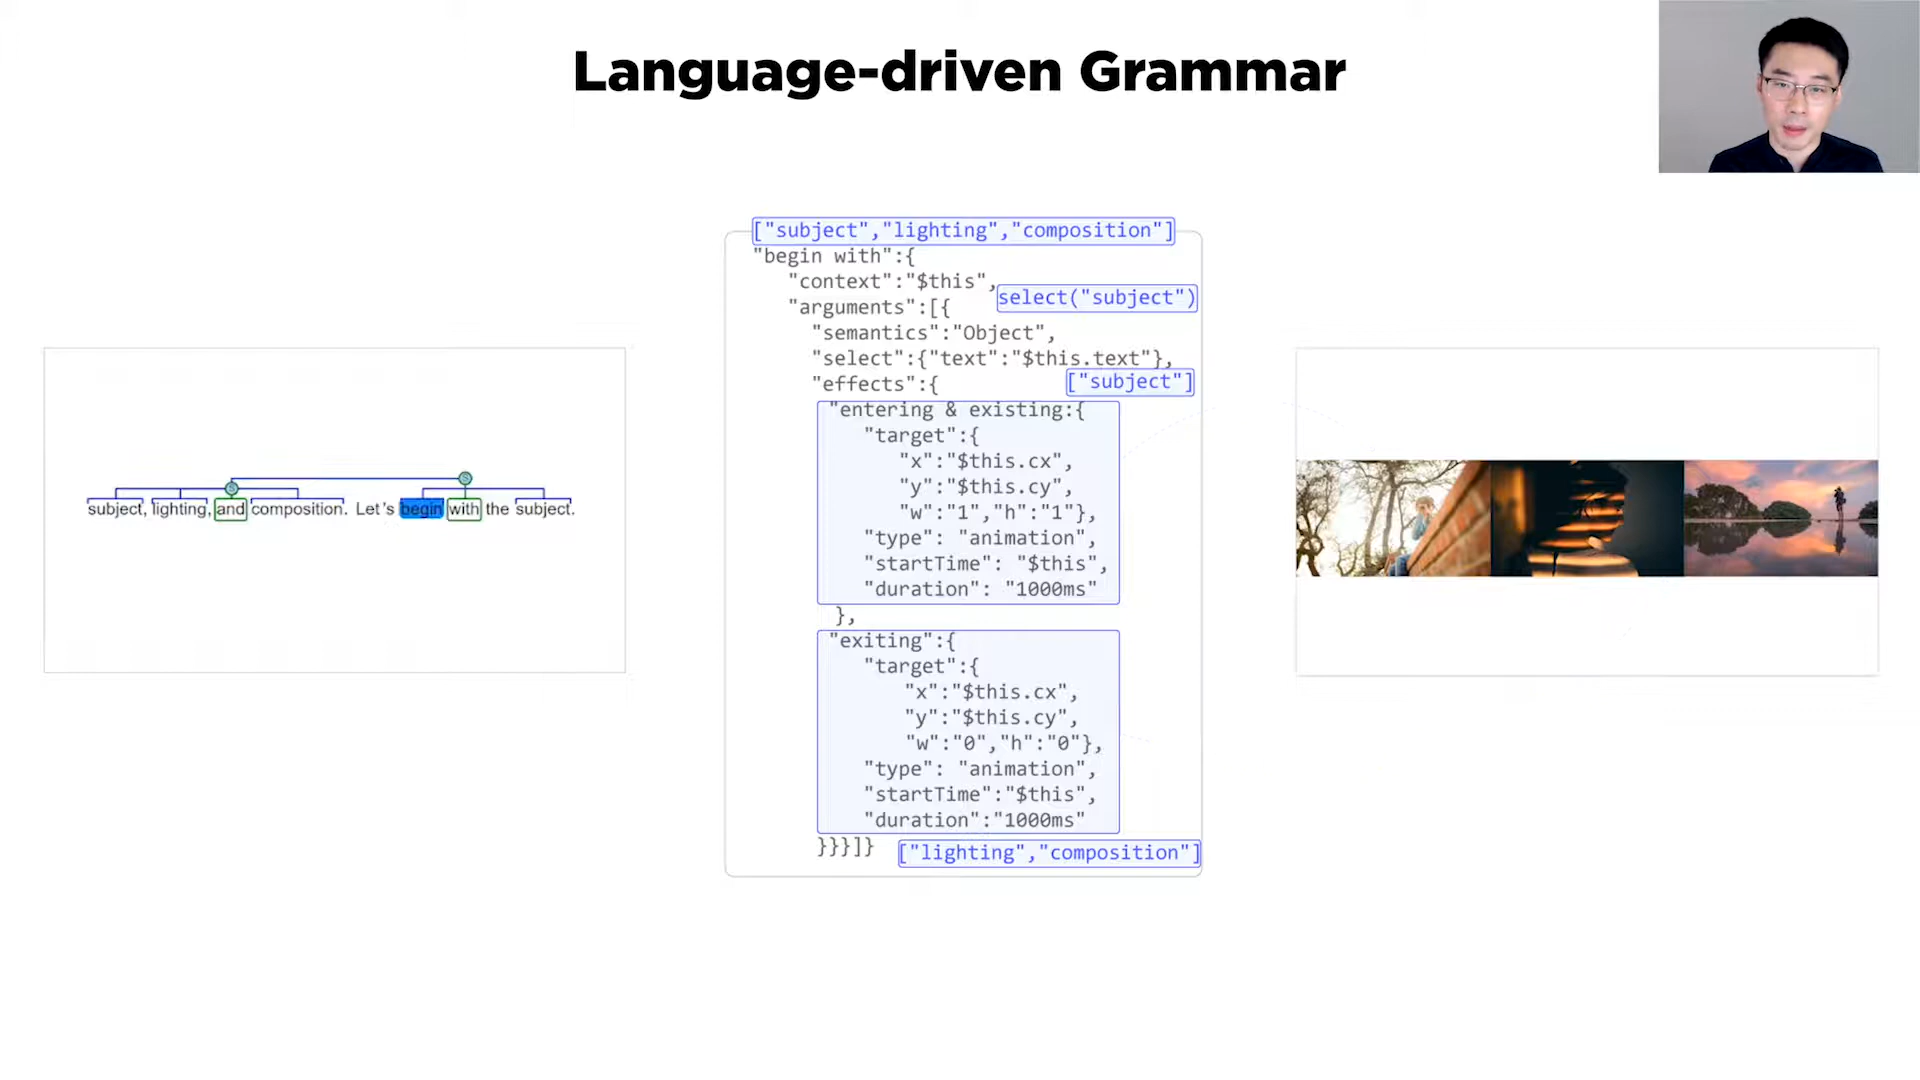 Language-driven Grammar
subject, lighting, and composition. Let's begin with the subject.
["subject","lighting","composition"]
"begin with":{
"context":"$this",
select("subject")
"arguments":[{
"semantics":"Object",
"select":{"text":"$this.text"},
"effects":{
["subject"]
"entering & existing:{
"target":{
"x":"$this.cx",
"y":"$this.cy",
"w":"1","h":"1"},
"type": "animation",
"startTime": "$this",
"duration": "1000ms"
},
"exiting":{
"target":{
"x":"$this.cx",
"y":"$this.cy",
"w":"0","h":"0"},
"type": "animation",
"startTime":"$this",
"duration":"1000ms"
}}}]}
["lighting","composition"]